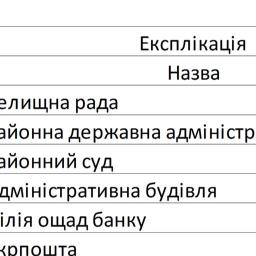 Експлікація
Назва
елищна рада
айонна державна адміністр
айонний суд
дміністративна будівля
ілія ощад банку
крпошта